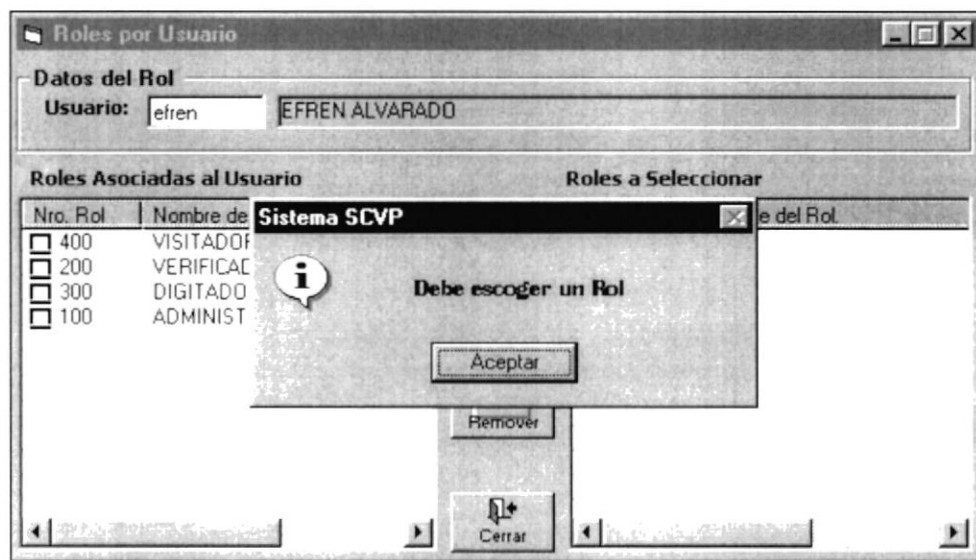 Roles por Usuario
Datos del Rol
Usuario: efren EFREN ALVARADO
Roles Asociadas al Usuario Roles a Seleccionar
Nro. Rol Nombre de e del Rol.
Sistema SCVP
400 VISITADOR
200 VERIFICAD
300 DIGITADO
100 ADMINIST
Debe escoger un Rol
Aceptar
Remover
Cerrar